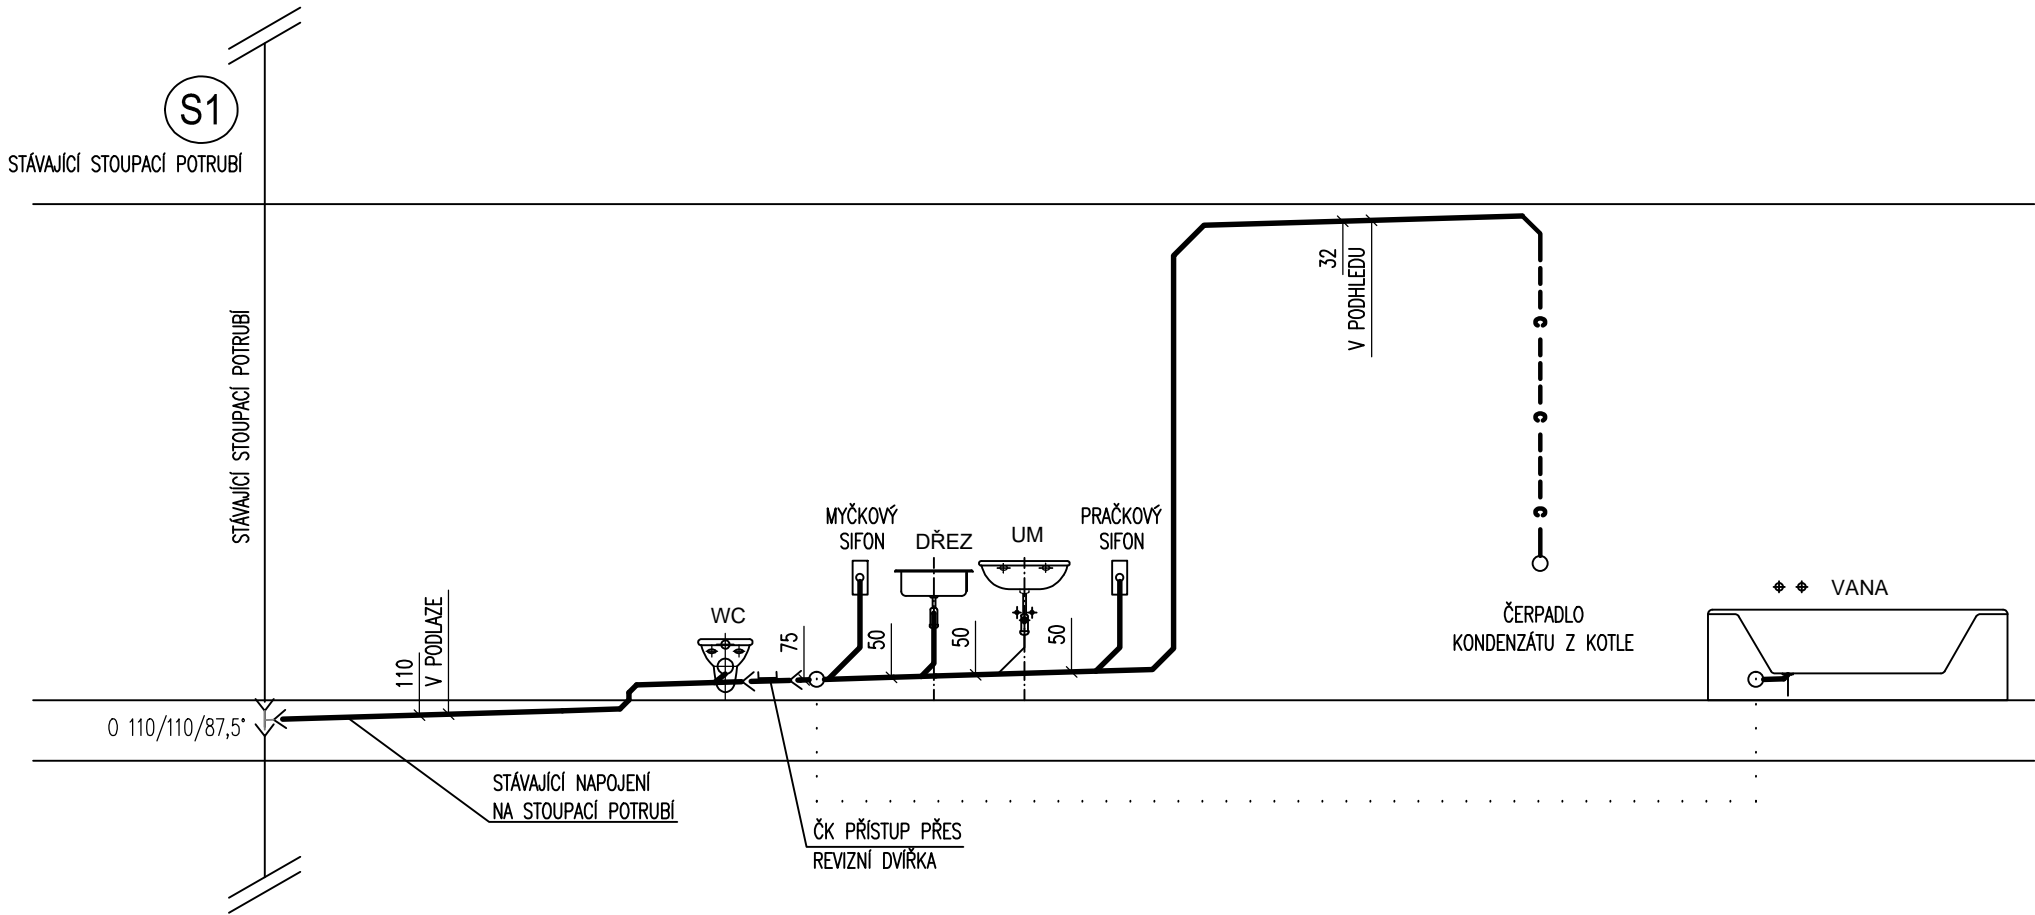 S1
STÁVAJÍCÍ STOUPACÍ POTRUBÍ
STÁVAJÍCÍ STOUPACÍ POTRUBÍ
32
V PODHLEDU
MYČKOVÝ
SIFON
DŘEZ
UM
PRAČKOVÝ
SIFON
C
C
C
ČERPADLO
KONDENZÁTU Z KOTLE
VANA
WC
110
V PODLAZE
75
50
50
50
O 110/110/87,5°
STÁVAJÍCÍ NAPOJENÍ
NA STOUPACÍ POTRUBÍ
ČK PŘÍSTUP PŘES
REVIZNÍ DVÍŘKA